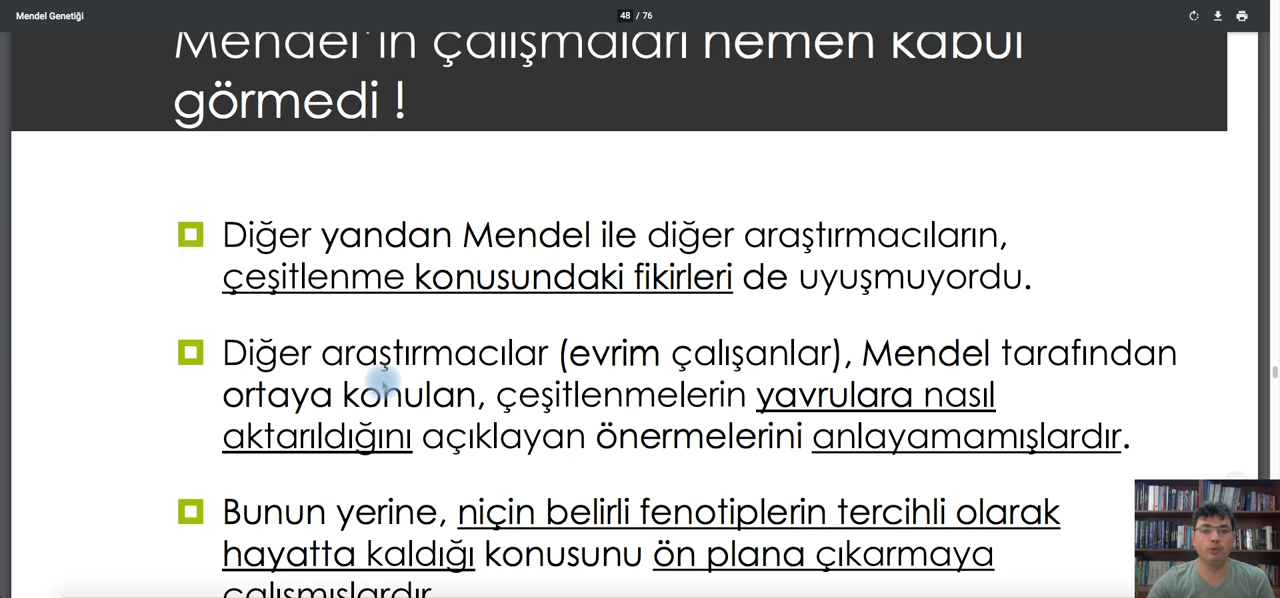 Mendel Genetiği
48 / 76
Mendel'in çalışmaları hemen kabul
görmedi !
Diğer yandan Mendel ile diğer araştırmacıların,
çeşitlenme konusundaki fikirleri de uyuşmuyordu.
Diğer araştırmacılar (evrim çalışanlar), Mendel tarafından
ortaya konulan, çeşitlenmelerin yavrulara nasıl
aktarıldığını açıklayan önermelerini anlayamamışlardır.
Bunun yerine, niçin belirli fenotiplerin tercihli olarak
hayatta kaldığı konusunu ön plana çıkarmaya
çalışmışlardır.